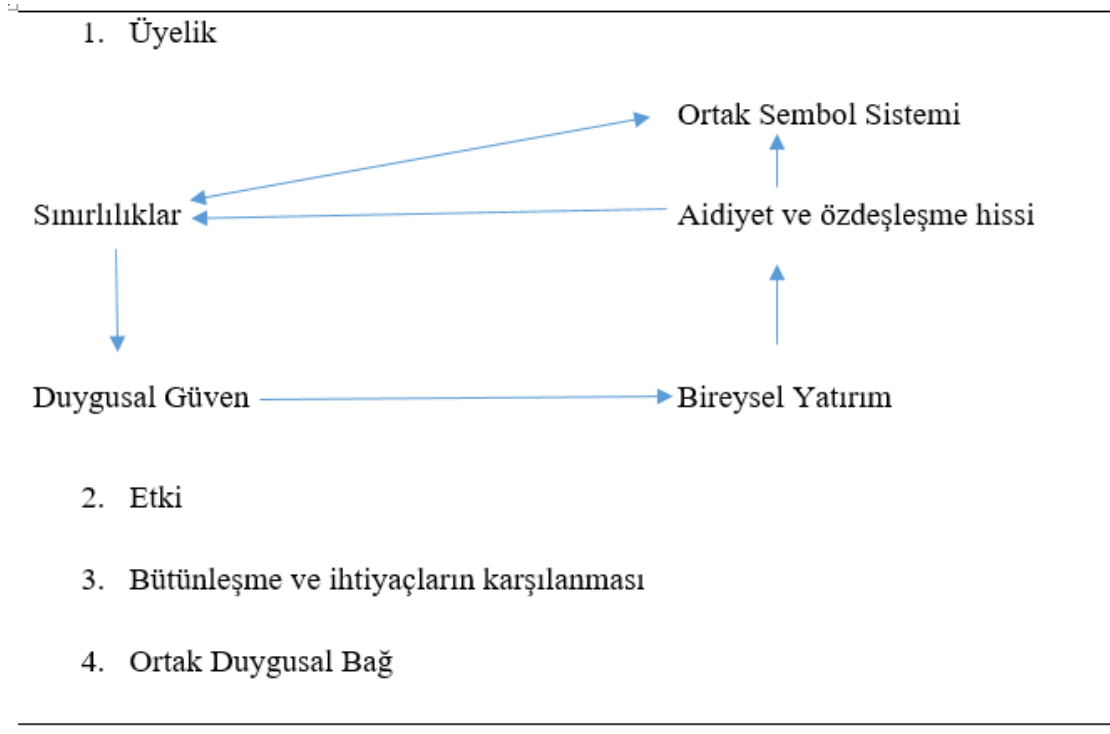 1. Üyelik
Ortak Sembol Sistemi
Sınırlılıklar
Aidiyet ve özdeşleşme hissi
Duygusal Güven
Bireysel Yatırım
2. Etki
3. Bütünleşme ve ihtiyaçların karşılanması
4. Ortak Duygusal Bağ